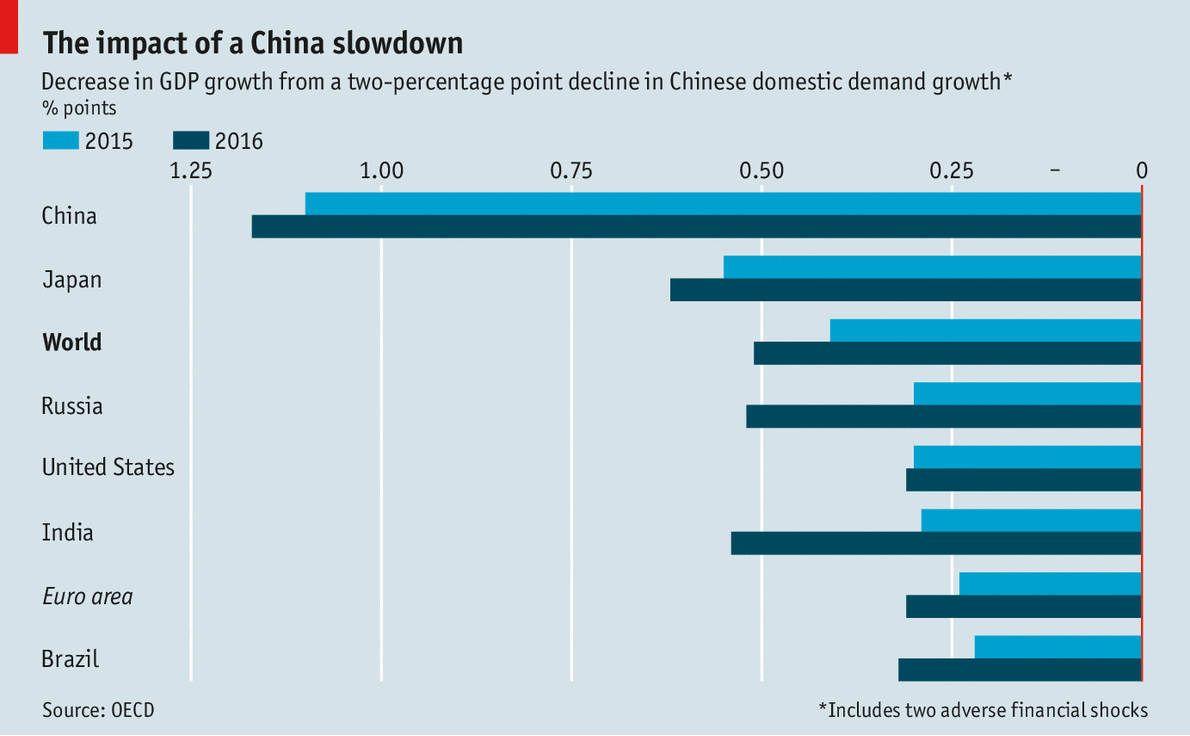 The impact of a China slowdown
Decrease in GDP growth from a two-percentage point decline in Chinese domestic demand growth*
% points
2015 2016
1.25 1.00 0.75 0.50 0.25 – 0
China
Japan
World
Russia
United States
India
Euro area
Brazil
Source: OECD *Includes two adverse financial shocks